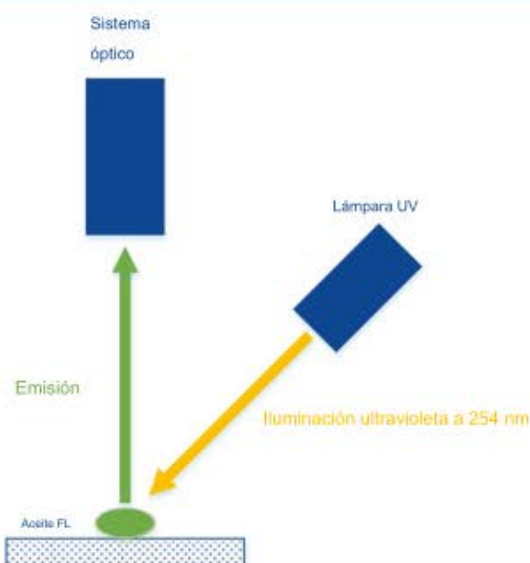 Sistema
óptico
Lámpara UV
Emisión
Iluminación ultravioleta a 254 nm
Aceite FL